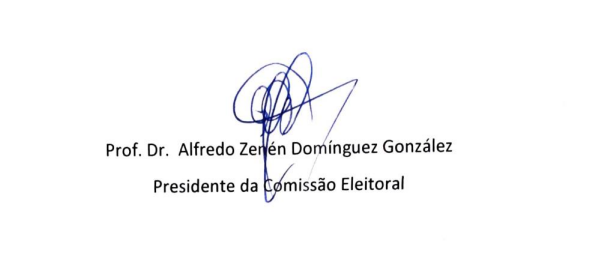 Prof. Dr. Alfredo Zenén Domínguez González
Presidente da Comissão Eleitoral